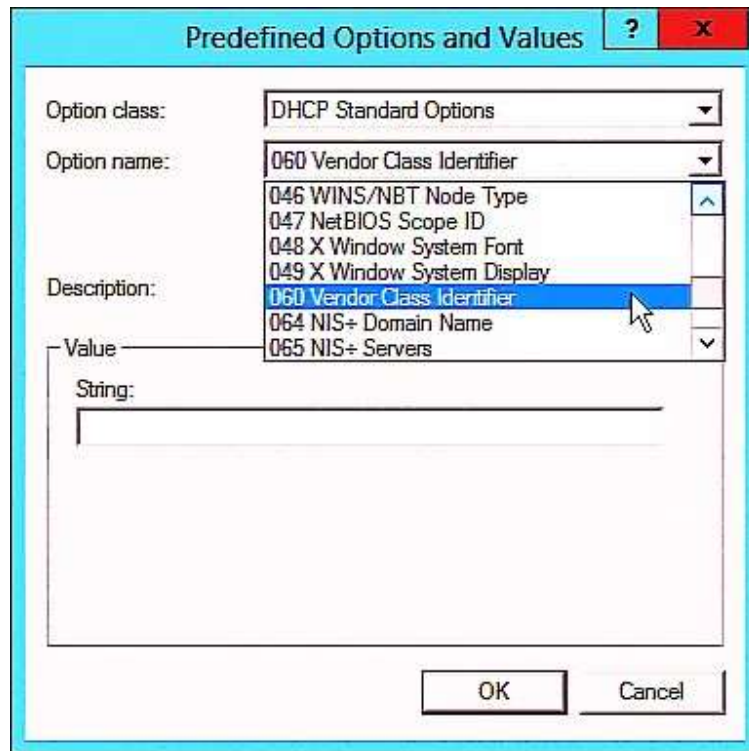 Predefined Options and Values ? x
Option class: DHCP Standard Options
Option name: 060 Vendor Class Identifier
046 WINS/NBT Node Type
047 NetBIOS Scope ID
048 X Window System Font
049 X Window System Display
Description: 060 Vendor Class Identifier
064 NIS+ Domain Name
Value 065 NIS+ Servers
String:
OK Cancel